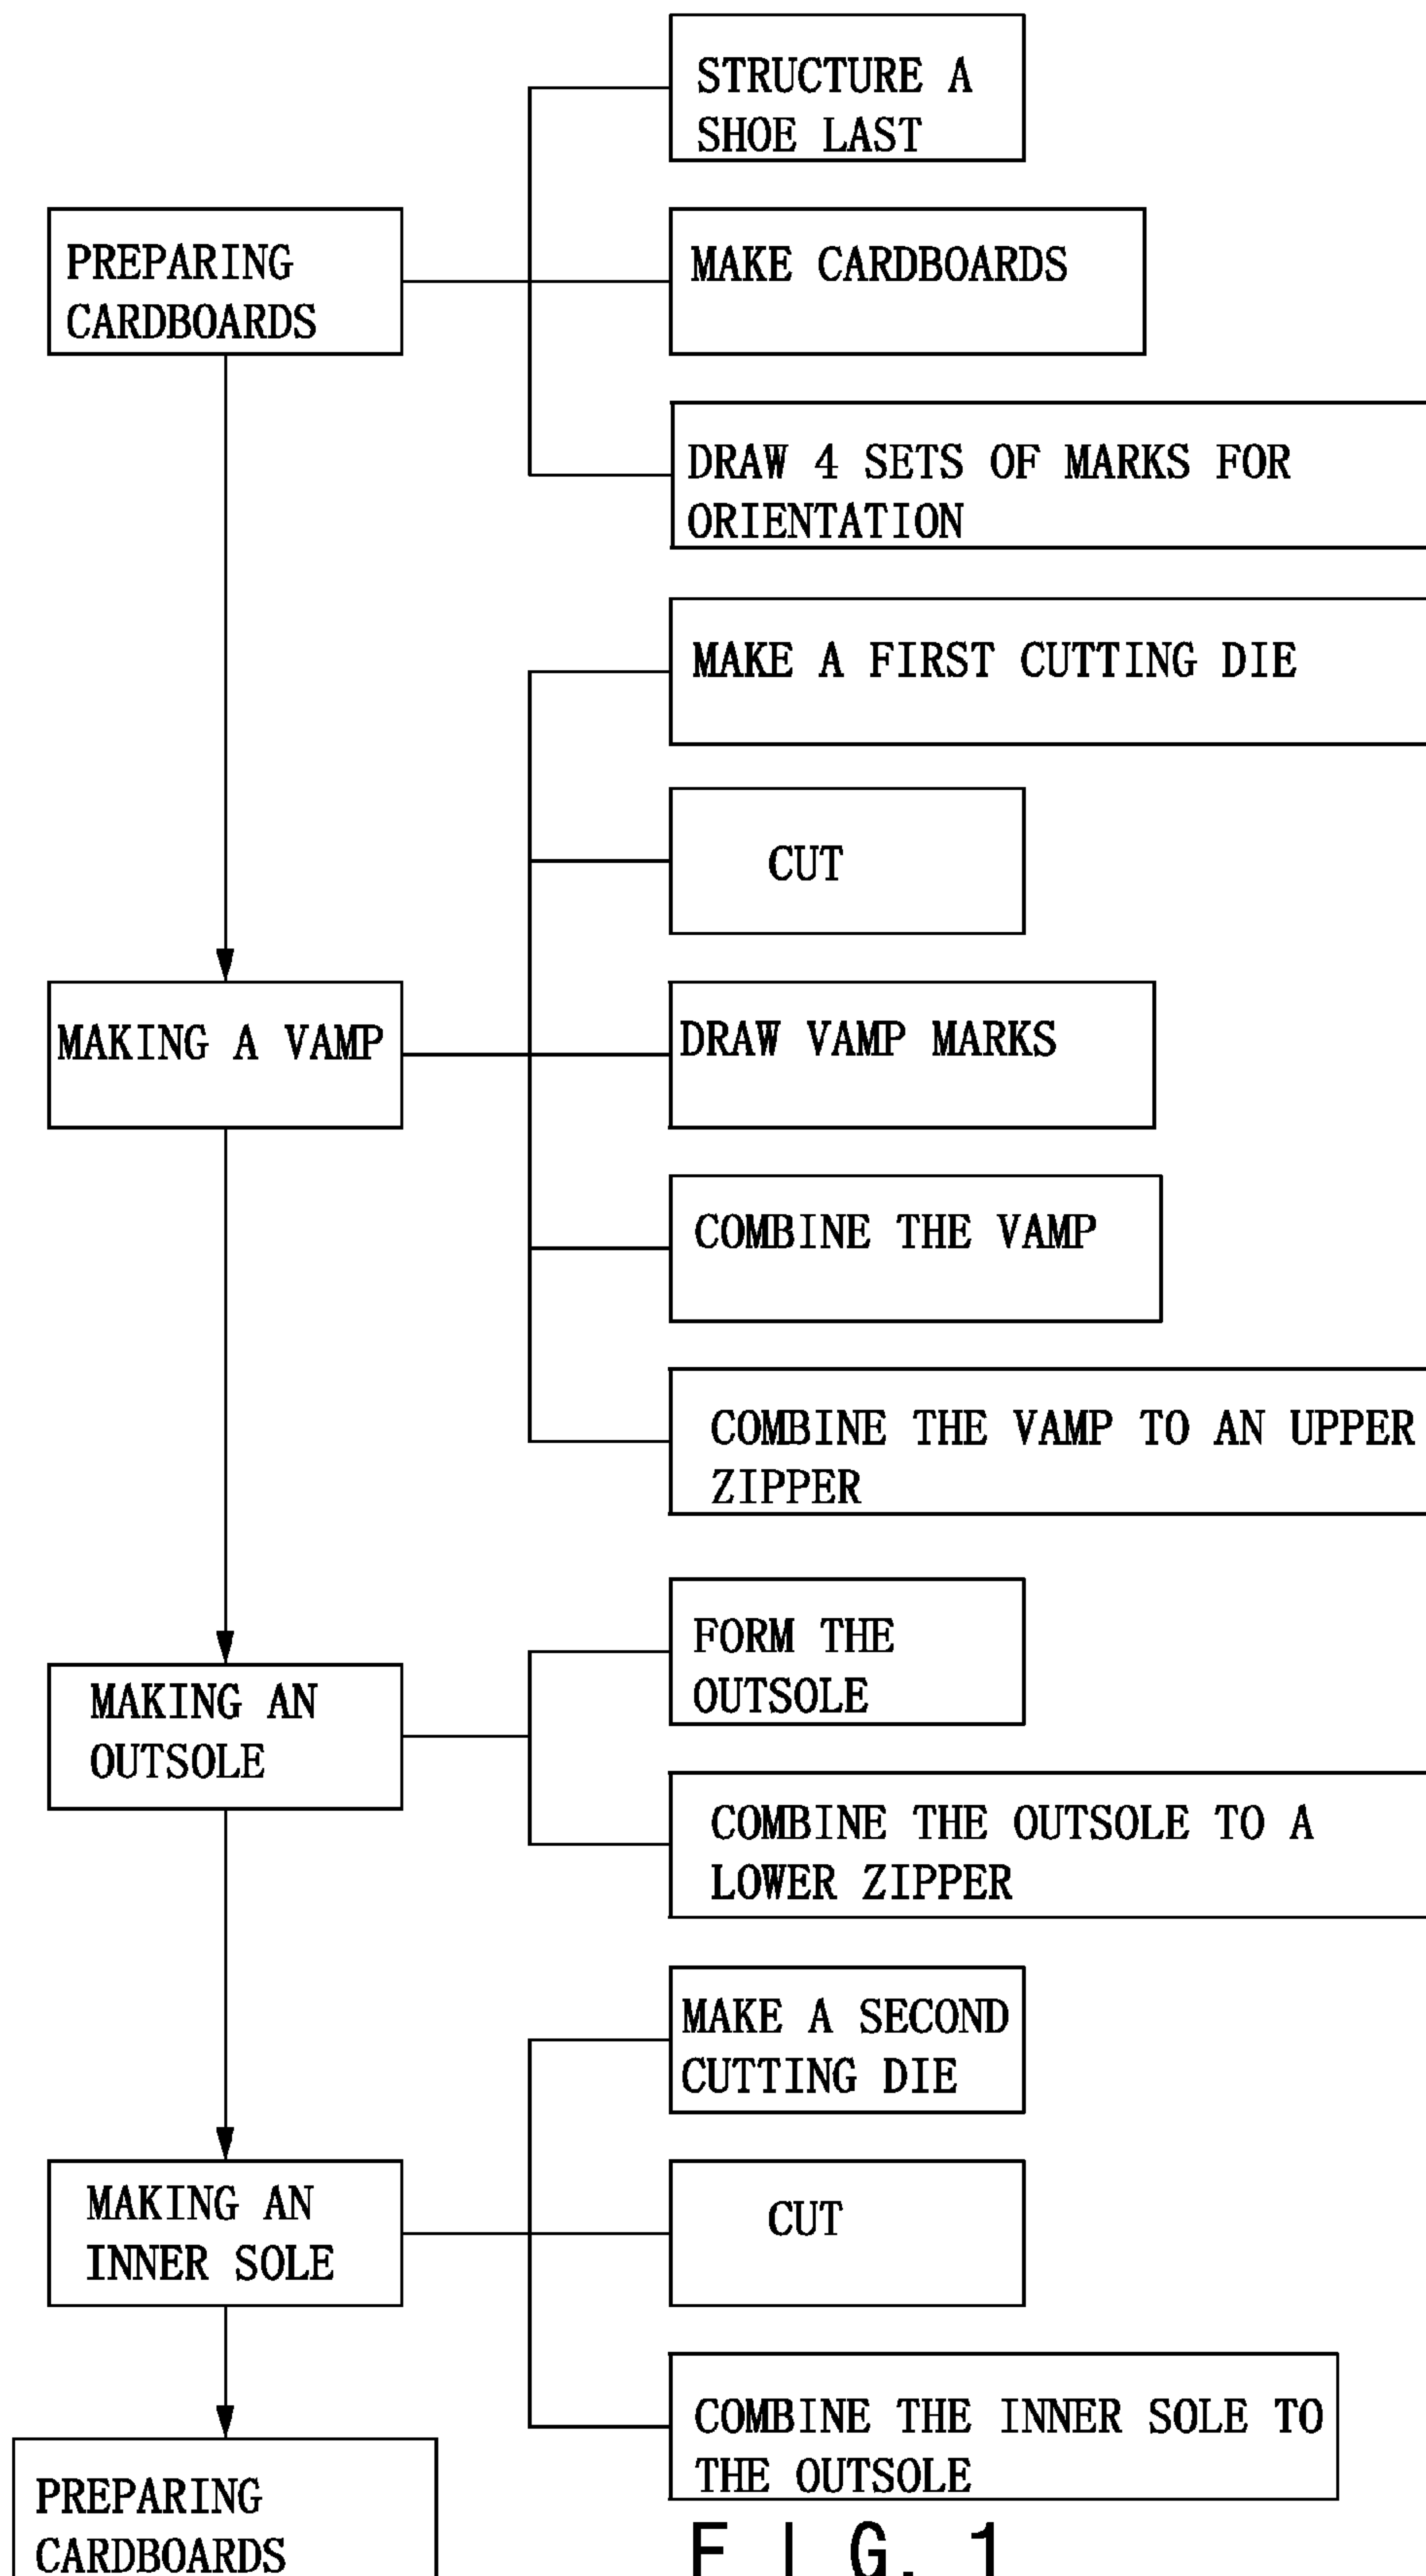 STRUCTURE A
SHOE LAST
PREPARING
CARDBOARDS
MAKE CARDBOARDS
DRAW 4 SETS OF MARKS FOR
ORIENTATION
MAKE A FIRST CUTTING DIE
CUT
MAKING A VAMP
DRAW VAMP MARKS
COMBINE THE VAMP
COMBINE THE VAMP TO AN UPPER
ZIPPER
FORM THE
OUTSOLE
MAKING AN
OUTSOLE
COMBINE THE OUTSOLE TO A
LOWER ZIPPER
MAKE A SECOND
CUTTING DIE
MAKING AN
INNER SOLE
CUT
COMBINE THE INNER SOLE TO
THE OUTSOLE
PREPARING
CARDBOARDS
FIG. 1